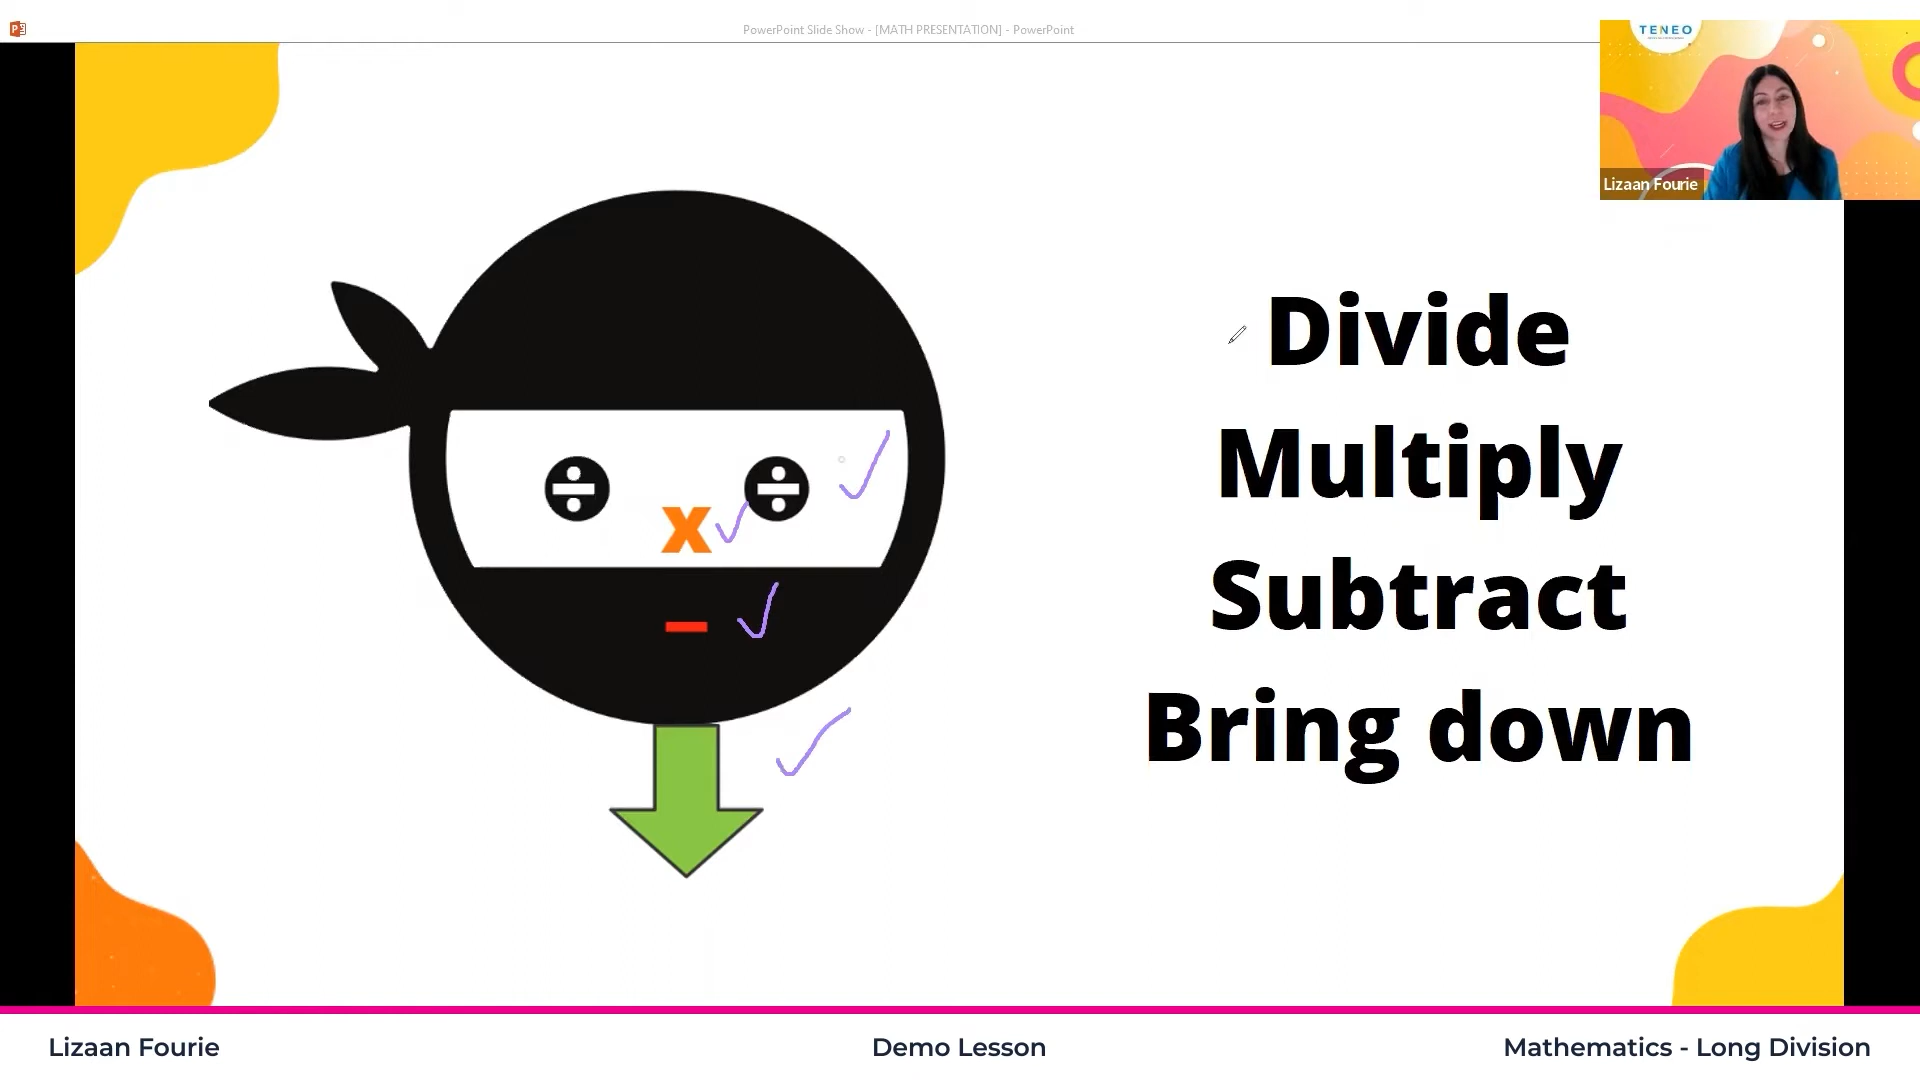 PowerPoint Slide Show - [MATH PRESENTATION] - PowerPoint
TENEO
Lizaan Fourie
÷ ÷
x
-
Divide
Multiply
Subtract
Bring down
Lizaan Fourie
Demo Lesson
Mathematics - Long Division